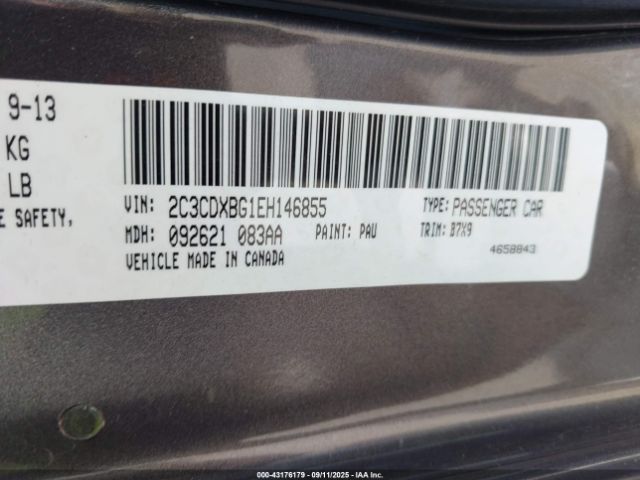 9-13
KG
LB
E SAFETY,
VIN: 2C3CDXBG1EH146855 TYPE: PASSENGER CAR
MDH: 092621 083AA PAINT: PAU TRIM: B7X9
VEHICLE MADE IN CANADA 4658843
000-43176179 - 09/11/2025 - IAA Inc.